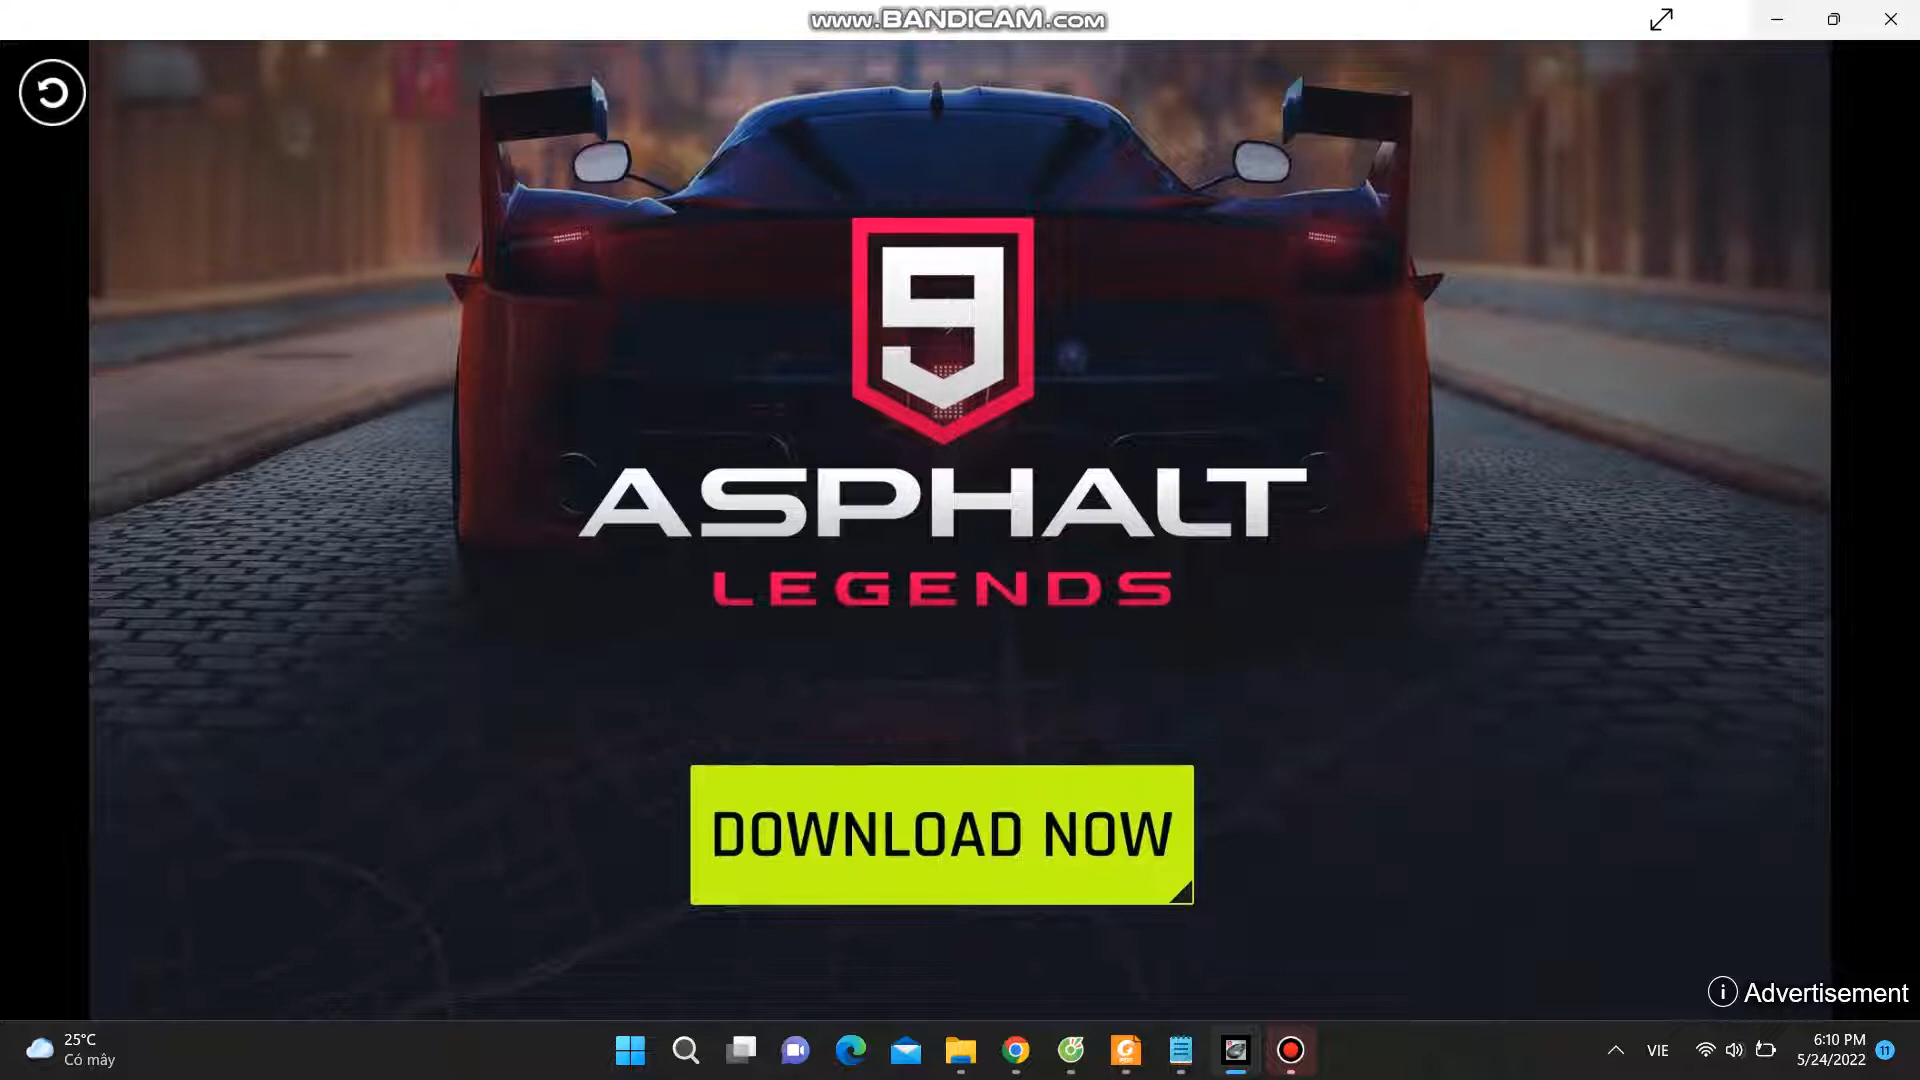 www.BANDICAM.com
9
ASPHALT
LEGENDS
DOWNLOAD NOW
i Advertisement
25°C
Có mây
VIE
6:10 PM
5/24/2022
11